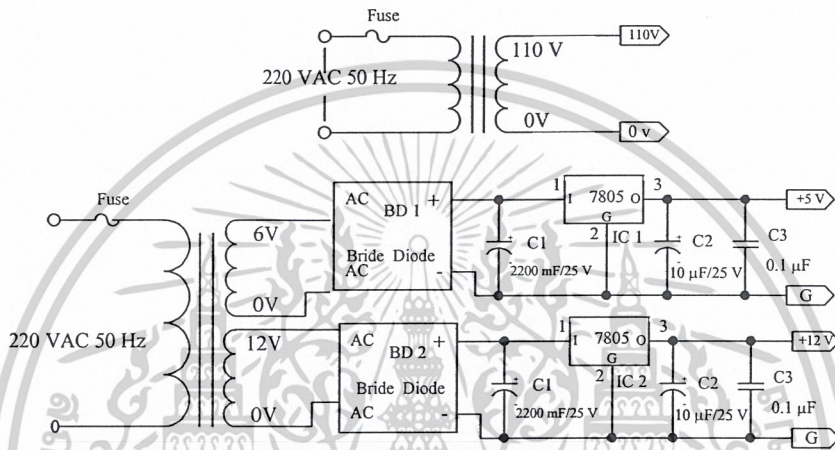 Fuse
110V
110 V
220 VAC 50 Hz
0V
0 v
Fuse
6V
0V
AC
BD 1
+
Bride Diode
AC
-
1
I
7805
O
3
G
2
IC 1
+5 V
C1
+
-
2200 mF/25 V
C2
+
10 µF/25 V
C3
0.1 µF
G
220 VAC 50 Hz
12V
0V
AC
BD 2
+
Bride Diode
AC
-
1
I
7805
O
3
G
2
IC 2
+12 V
C1
+
-
2200 mF/25 V
C2
+
10 µF/25 V
C3
0.1 µF
G